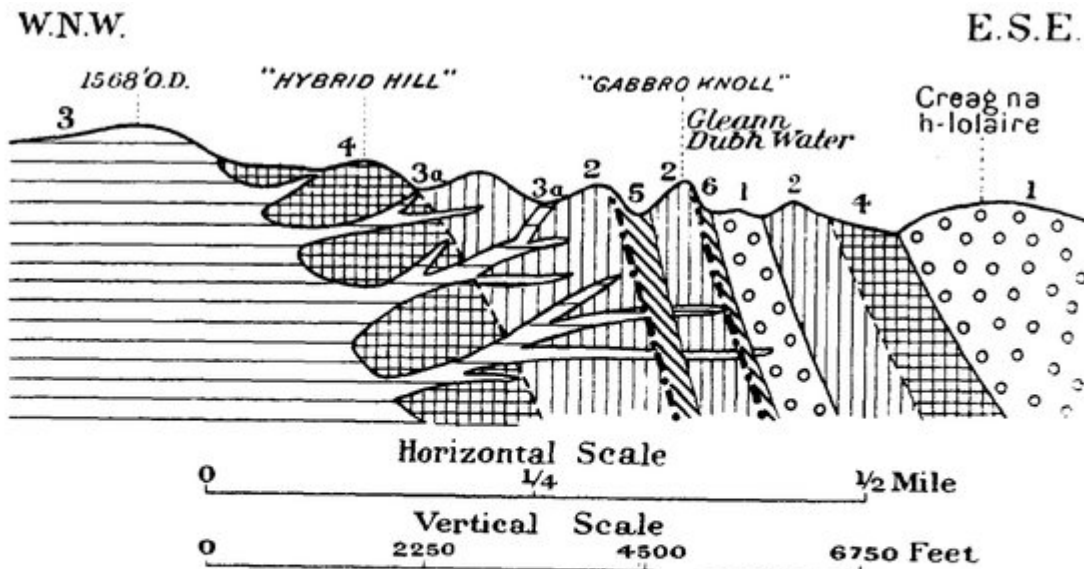 W.N.W.
E.S.E.
1568'O.D.
"HYBRID HILL"
"GABBRO KNOLL"
Gleann
Dubh Water
Creag na
h-Iolaire
3
4
3a
3a
2
5
2
6
1
2
4
1
Horizontal Scale
0 1/4 1/2 Mile
Vertical Scale
0 2250 4500 6750 Feet